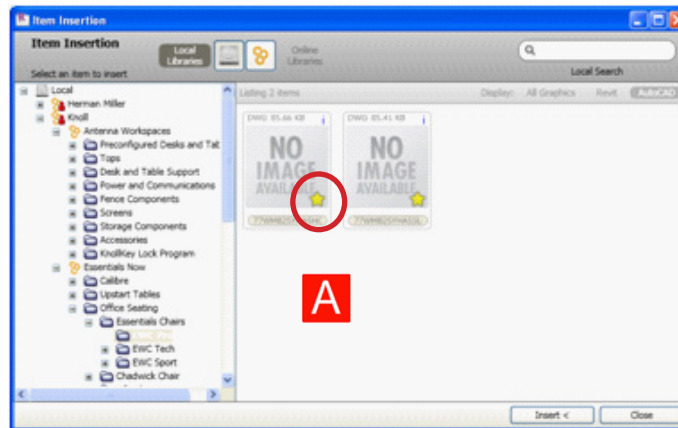 Item Insertion
Item Insertion
Local Libraries
Online Libraries
Select an item to insert
Local Search
Local
Herman Miller
Knoll
Antenna Workspaces
Preconfigured Desks and Tat
Tops
Desk and Table Support
Power and Communications
Fence Components
Screens
Storage Components
Accessories
KnollKey Lock Program
Essentials Now
Calibre
Upstart Tables
Office Seating
Essentials Chairs
EWC Tech
EWC Sport
Chadwick Chair
Listing 2 items
Display: All Graphics Revit AutoCAD
DWG 85.66 KB i
NO
IMAGE
AVAILABLE
DWG 85.41 KB i
NO
IMAGE
AVAILABLE
A
Insert <
Close